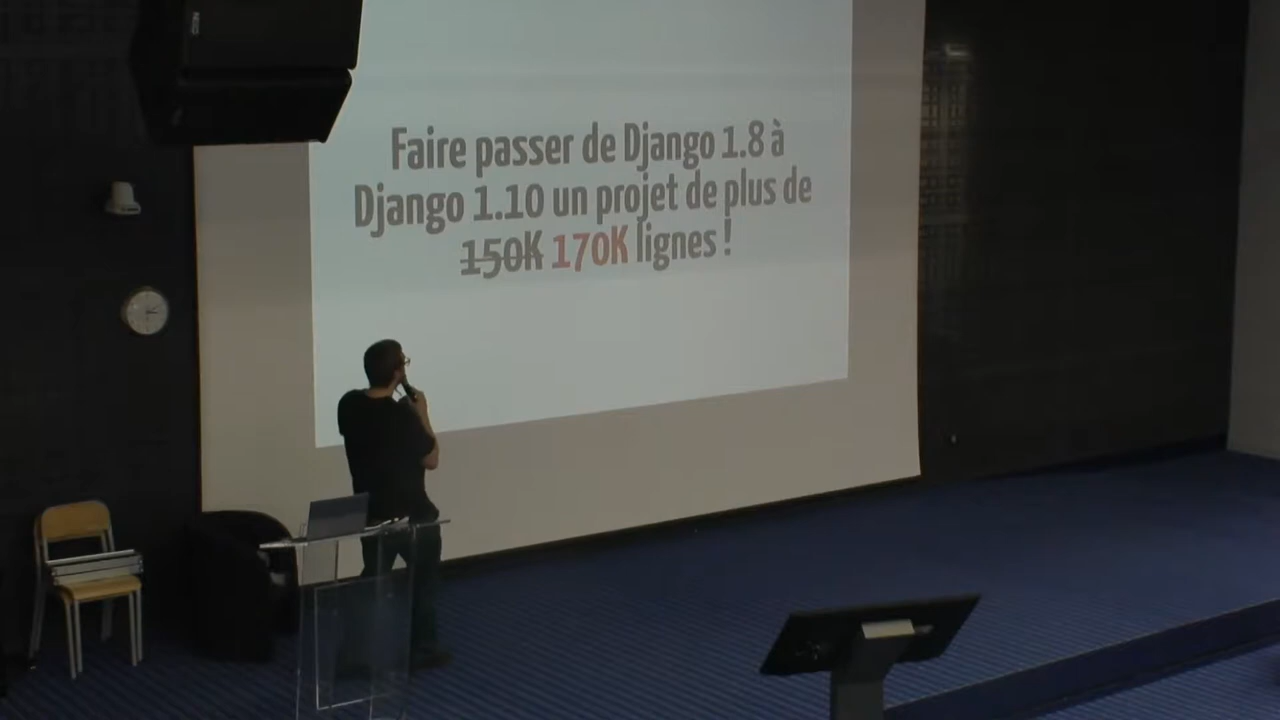 Faire passer de Django 1.8 à
Django 1.10 un projet de plus de
150K 170K lignes !